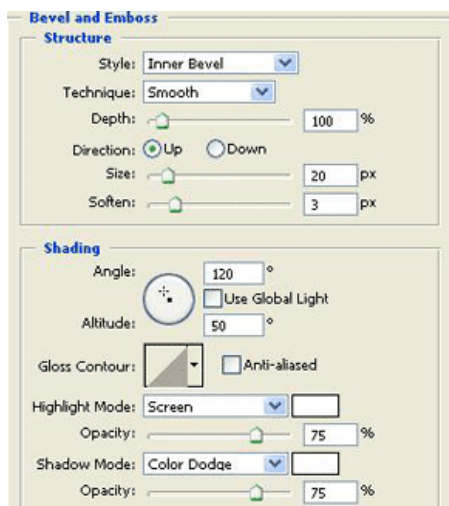 Bevel and Emboss
Structure
Style: Inner Bevel
Technique: Smooth
Depth: 100 %
Direction: Up Down
Size: 20 px
Soften: 3 px
Shading
Angle: 120 °
Use Global Light
Altitude: 50 °
Gloss Contour: Anti-aliased
Highlight Mode: Screen
Opacity: 75 %
Shadow Mode: Color Dodge
Opacity: 75 %